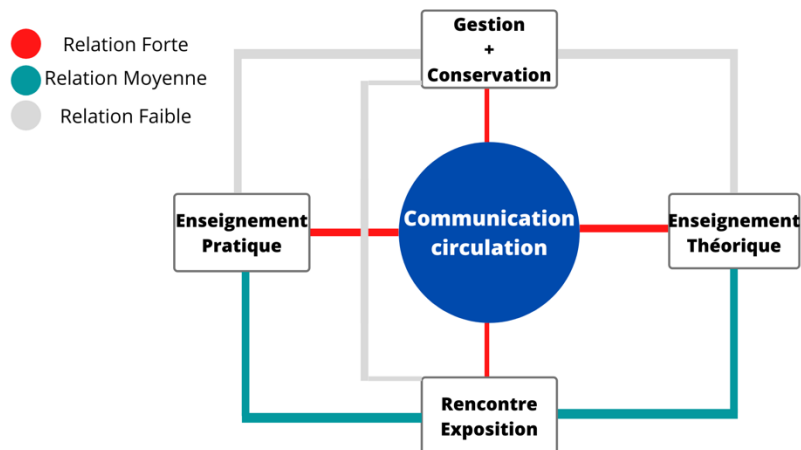 Relation Forte
Relation Moyenne
Relation Faible
Gestion
+
Conservation
Enseignement
Pratique
Communication
circulation
Enseignement
Théorique
Rencontre
Exposition